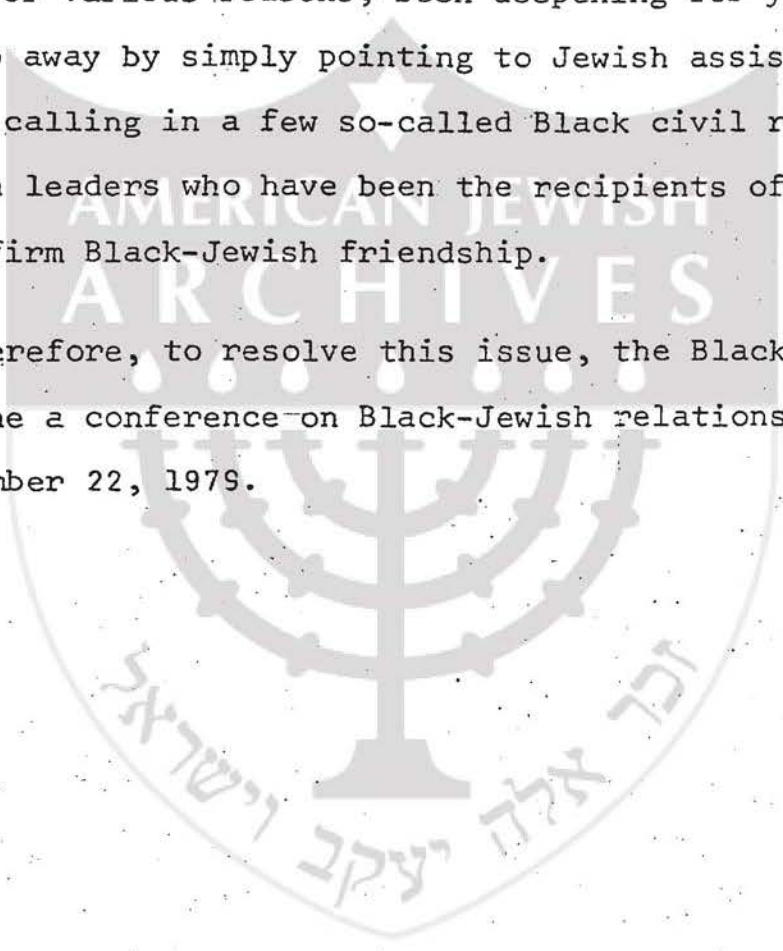 various
away by simply pointing to Jewish assis
calling in a few so-called Black civil r
leaders who have been the recipients of
firm Black-Jewish friendship.
AMERICAN JEWISH
ARCHIVES
refore, to resolve this issue, the Black
e a conference on Black-Jewish relations
ber 22, 1979.
זכר אלה יעקב וישראל